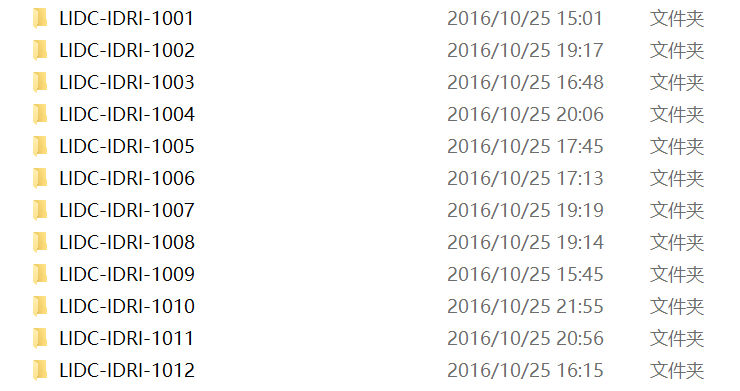 LIDC-IDRI-1001 2016/10/25 15:01 文件夹
LIDC-IDRI-1002 2016/10/25 19:17 文件夹
LIDC-IDRI-1003 2016/10/25 16:48 文件夹
LIDC-IDRI-1004 2016/10/25 20:06 文件夹
LIDC-IDRI-1005 2016/10/25 17:45 文件夹
LIDC-IDRI-1006 2016/10/25 17:13 文件夹
LIDC-IDRI-1007 2016/10/25 19:19 文件夹
LIDC-IDRI-1008 2016/10/25 19:14 文件夹
LIDC-IDRI-1009 2016/10/25 15:45 文件夹
LIDC-IDRI-1010 2016/10/25 21:55 文件夹
LIDC-IDRI-1011 2016/10/25 20:56 文件夹
LIDC-IDRI-1012 2016/10/25 16:15 文件夹